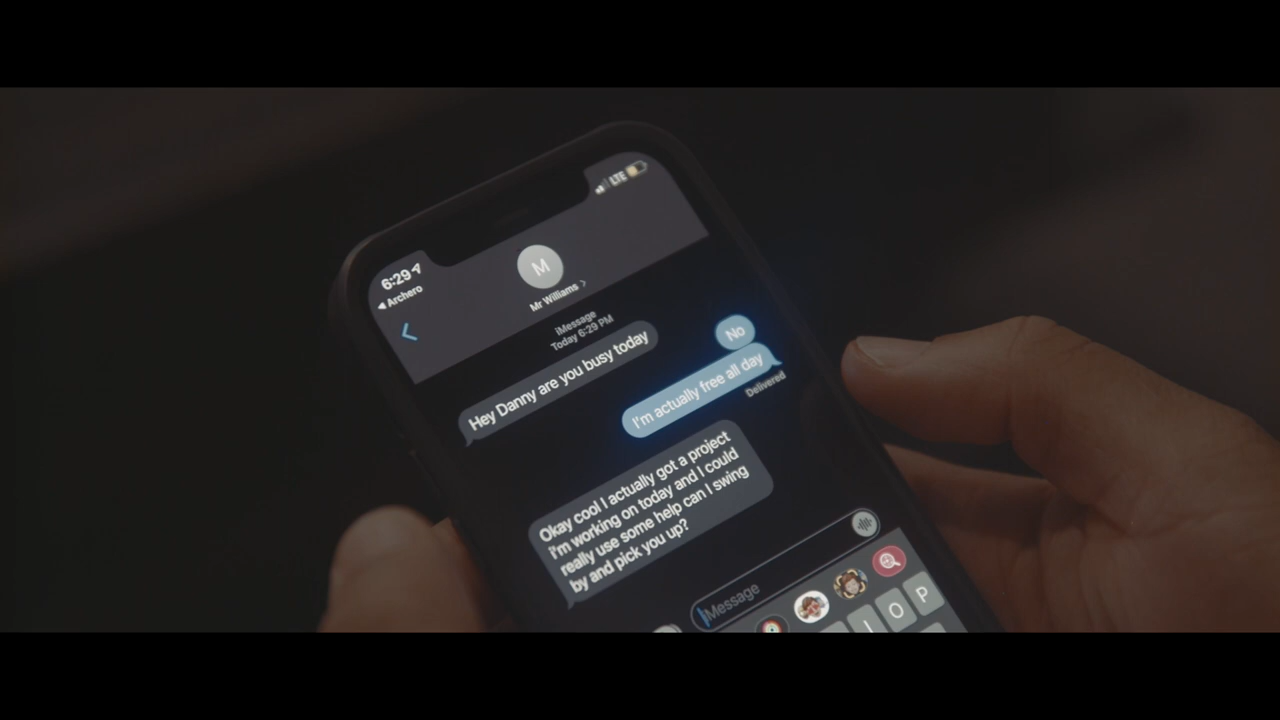 LTE
6:29
Archero
M
Mr Williams
iMessage
Today 6:29 PM
Hey Danny are you busy today
No
I'm actually free all day
Delivered
Okay cool I actually got a project
i'm working on today and I could
really use some help can I swing
by and pick you up?
iMessage
I O P